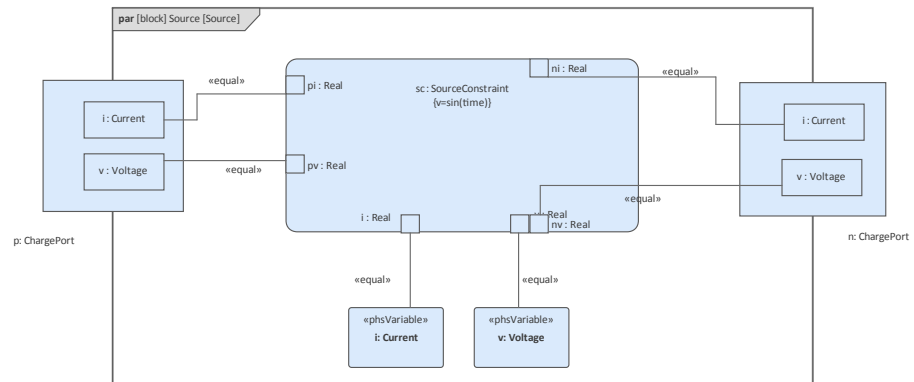 par [block] Source [Source]
«equal»
pi : Real
ni : Real
«equal»
sc: SourceConstraint
{v=sin(time)}
i : Current
i : Current
v : Voltage
«equal»
pv : Real
v : Voltage
«equal»
i : Real
Real
nv : Real
p: ChargePort
n: ChargePort
«equal»
«equal»
«phsVariable»
i: Current
«phsVariable»
v: Voltage